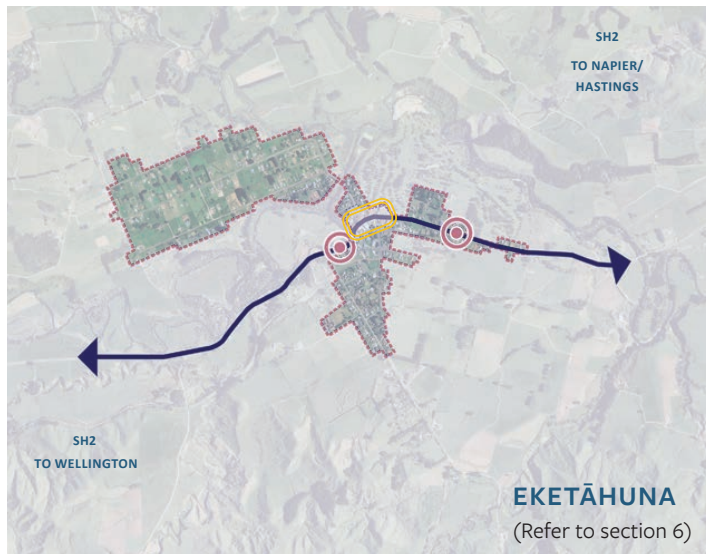 SH2
TO NAPIER/
HASTINGS
SH2
TO WELLINGTON
EKETĀHUNA
(Refer to section 6)